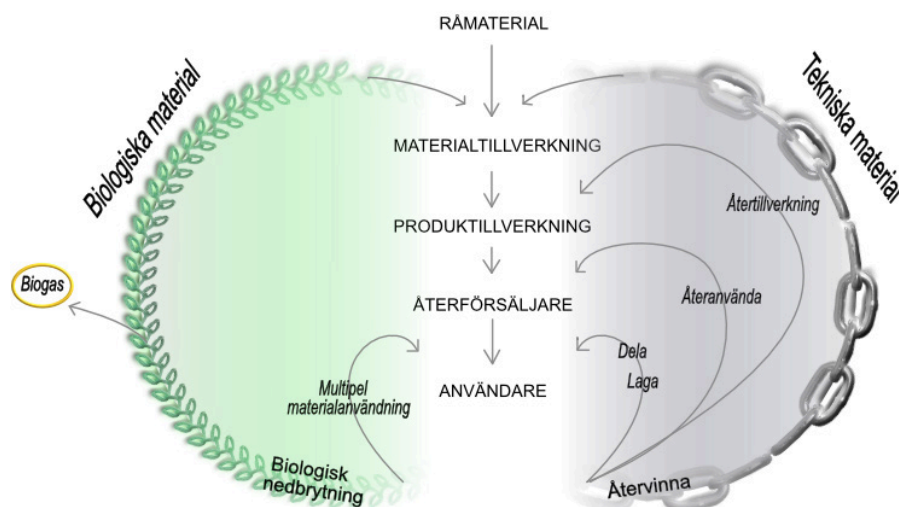 RÅMATERIAL
Biologiska material
Tekniska material
MATERIALTILLVERKNING
Återtillverkning
PRODUKTILLVERKNING
Biogas
Återanvända
ÅTERFÖRSÄLJARE
Dela
Laga
Multipel
materialanvändning
ANVÄNDARE
Biologisk
nedbrytning
Återvinna